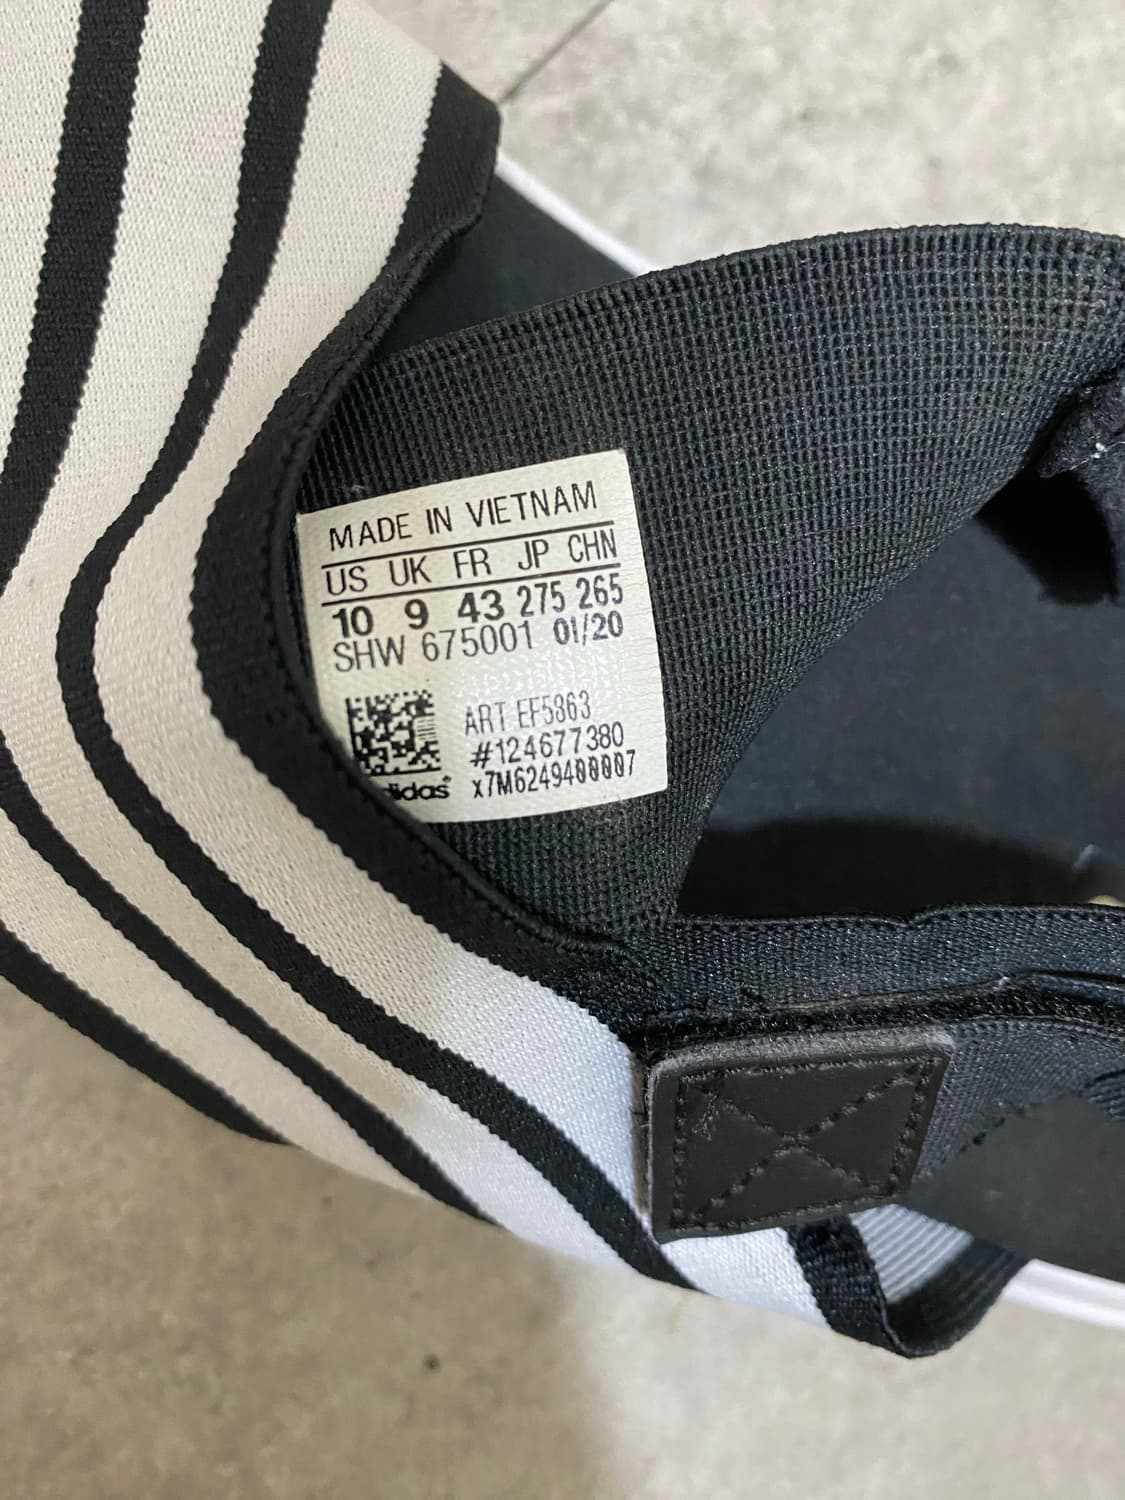 MADE IN VIETNAM
US UK FR JP CHN
10 9 43 275 265
SHW 675001 01/20
ART EF5863
#124677380
adidas® x7M6249400007